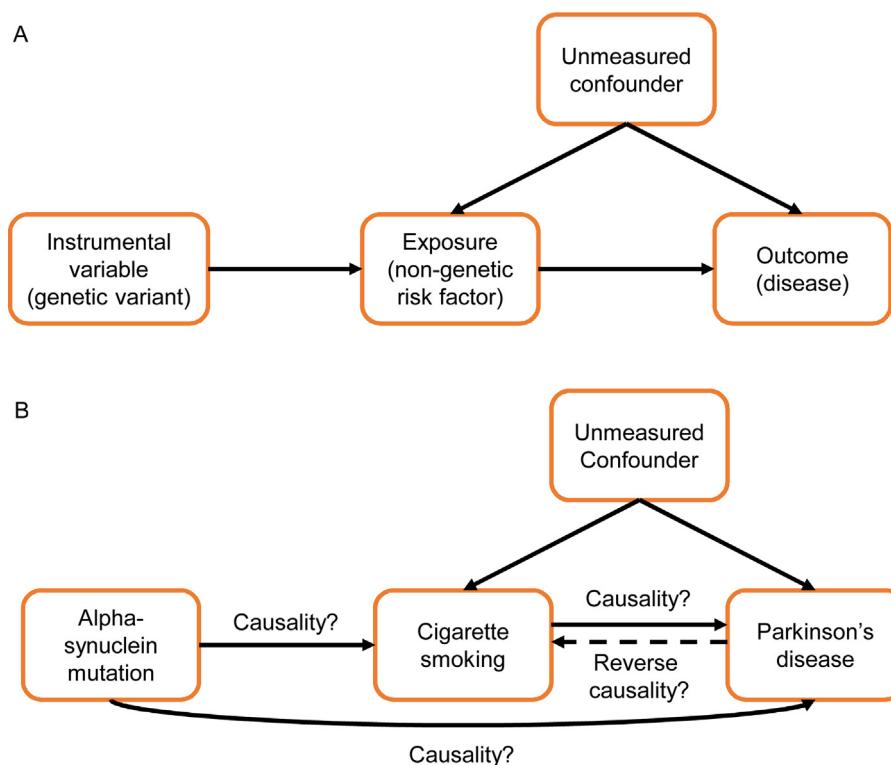 A
Unmeasured
confounder
Instrumental
variable
(genetic variant)
Exposure
(non-genetic
risk factor)
Outcome
(disease)
B
Unmeasured
Confounder
Alpha-
synuclein
mutation
Causality?
Cigarette
smoking
Causality?
Reverse
causality?
Parkinson's
disease
Causality?